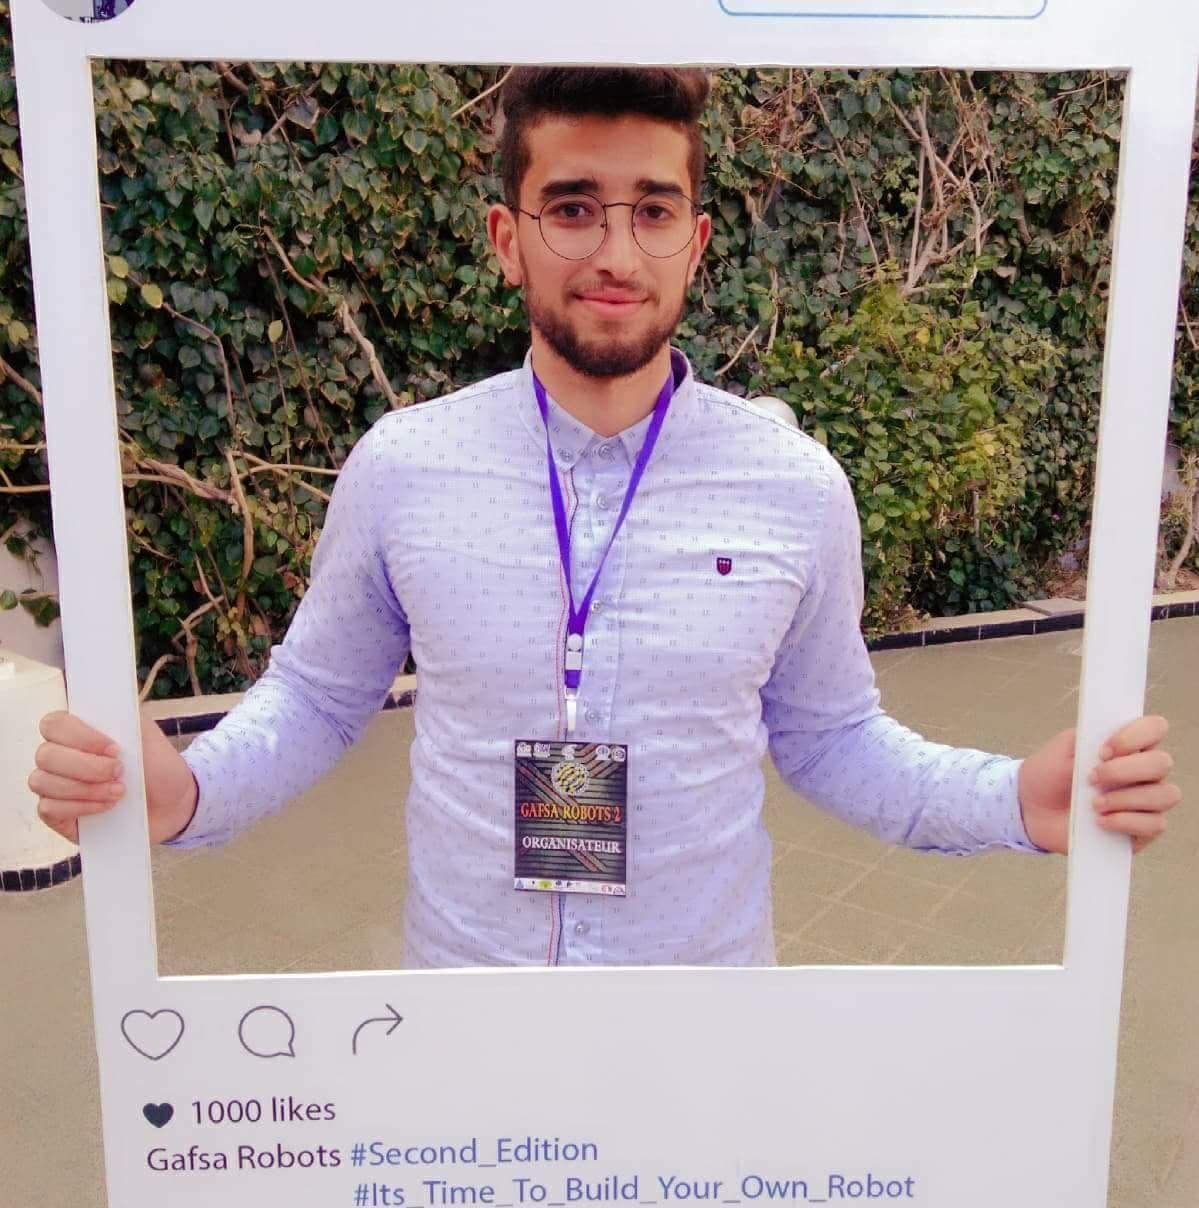 GAFSA ROBOTS 2
ORGANISATEUR
1000 likes
Gafsa Robots #Second_Edition
#Its_Time_To_Build_Your_Own_Robot